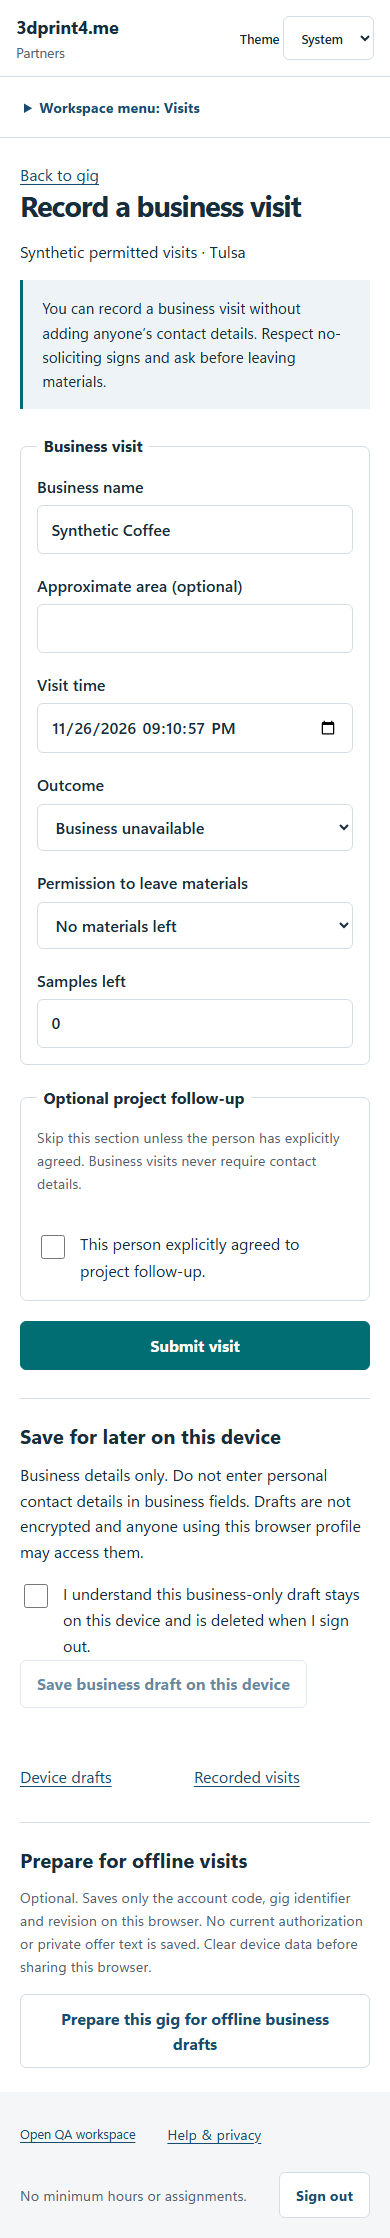 3dprint4.me
Partners
Theme
System
▶ Workspace menu: Visits
Back to gig
Record a business visit
Synthetic permitted visits · Tulsa
You can record a business visit without
adding anyone’s contact details. Respect no-
soliciting signs and ask before leaving
materials.
Business visit
Business name
Synthetic Coffee
Approximate area (optional)
Visit time
11/26/2026 09:10:57 PM
Outcome
Business unavailable
Permission to leave materials
No materials left
Samples left
0
Optional project follow-up
Skip this section unless the person has explicitly
agreed. Business visits never require contact
details.
This person explicitly agreed to
project follow-up.
Submit visit
Save for later on this device
Business details only. Do not enter personal
contact details in business fields. Drafts are not
encrypted and anyone using this browser profile
may access them.
I understand this business-only draft stays
on this device and is deleted when I sign
out.
Save business draft on this device
Device drafts
Recorded visits
Prepare for offline visits
Optional. Saves only the account code, gig identifier
and revision on this browser. No current authorization
or private offer text is saved. Clear device data before
sharing this browser.
Prepare this gig for offline business
drafts
Open QA workspace
Help & privacy
No minimum hours or assignments.
Sign out